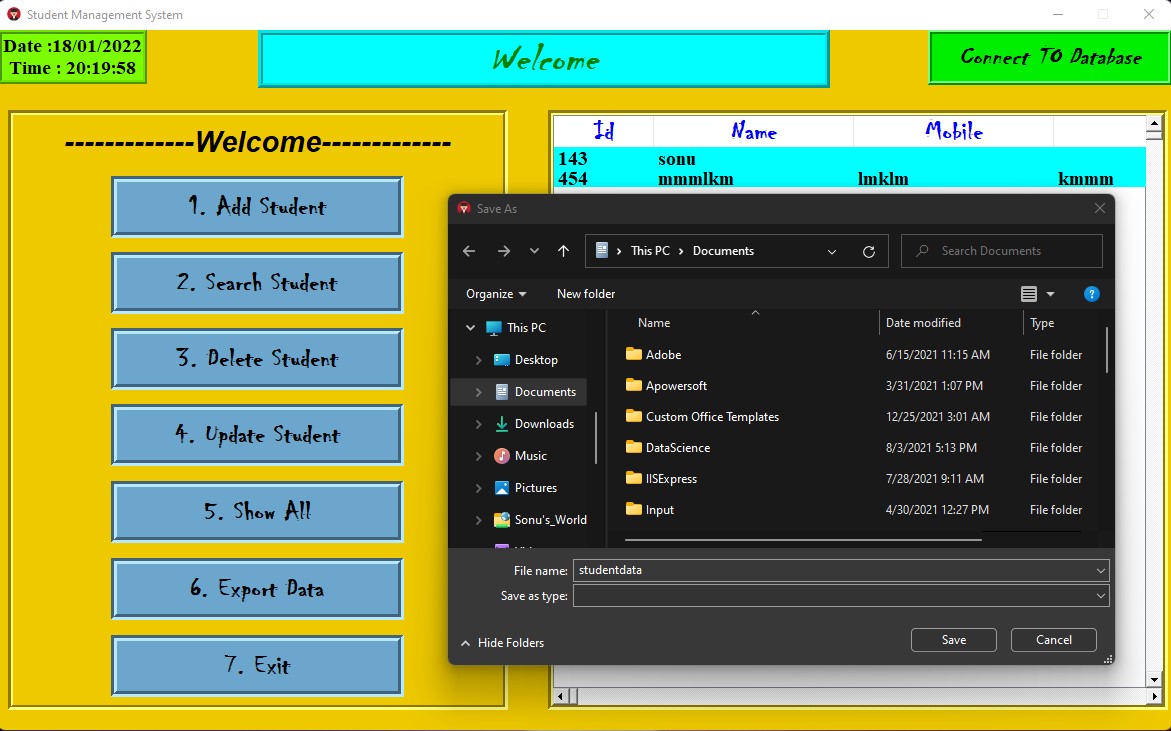 Student Management System
Date :18/01/2022
Time : 20:19:58
Welcome
Connect TO Database
-------------Welcome-------------
1. Add Student
2. Search Student
3. Delete Student
4. Update Student
5. Show All
6. Export Data
7. Exit
Id Name Mobile
143 sonu
454 mmmlkm lmklm kmmm
Save As
This PC > Documents
Search Documents
Organize New folder
This PC
Desktop
Documents
Downloads
Music
Pictures
Sonu's_World
Name Date modified Type
Adobe 6/15/2021 11:15 AM File folder
Apowersoft 3/31/2021 1:07 PM File folder
Custom Office Templates 12/25/2021 3:01 AM File folder
DataScience 8/3/2021 5:13 PM File folder
IISExpress 7/28/2021 9:11 AM File folder
Input 4/30/2021 12:27 PM File folder
File name: studentdata
Save as type:
Hide Folders
Save Cancel